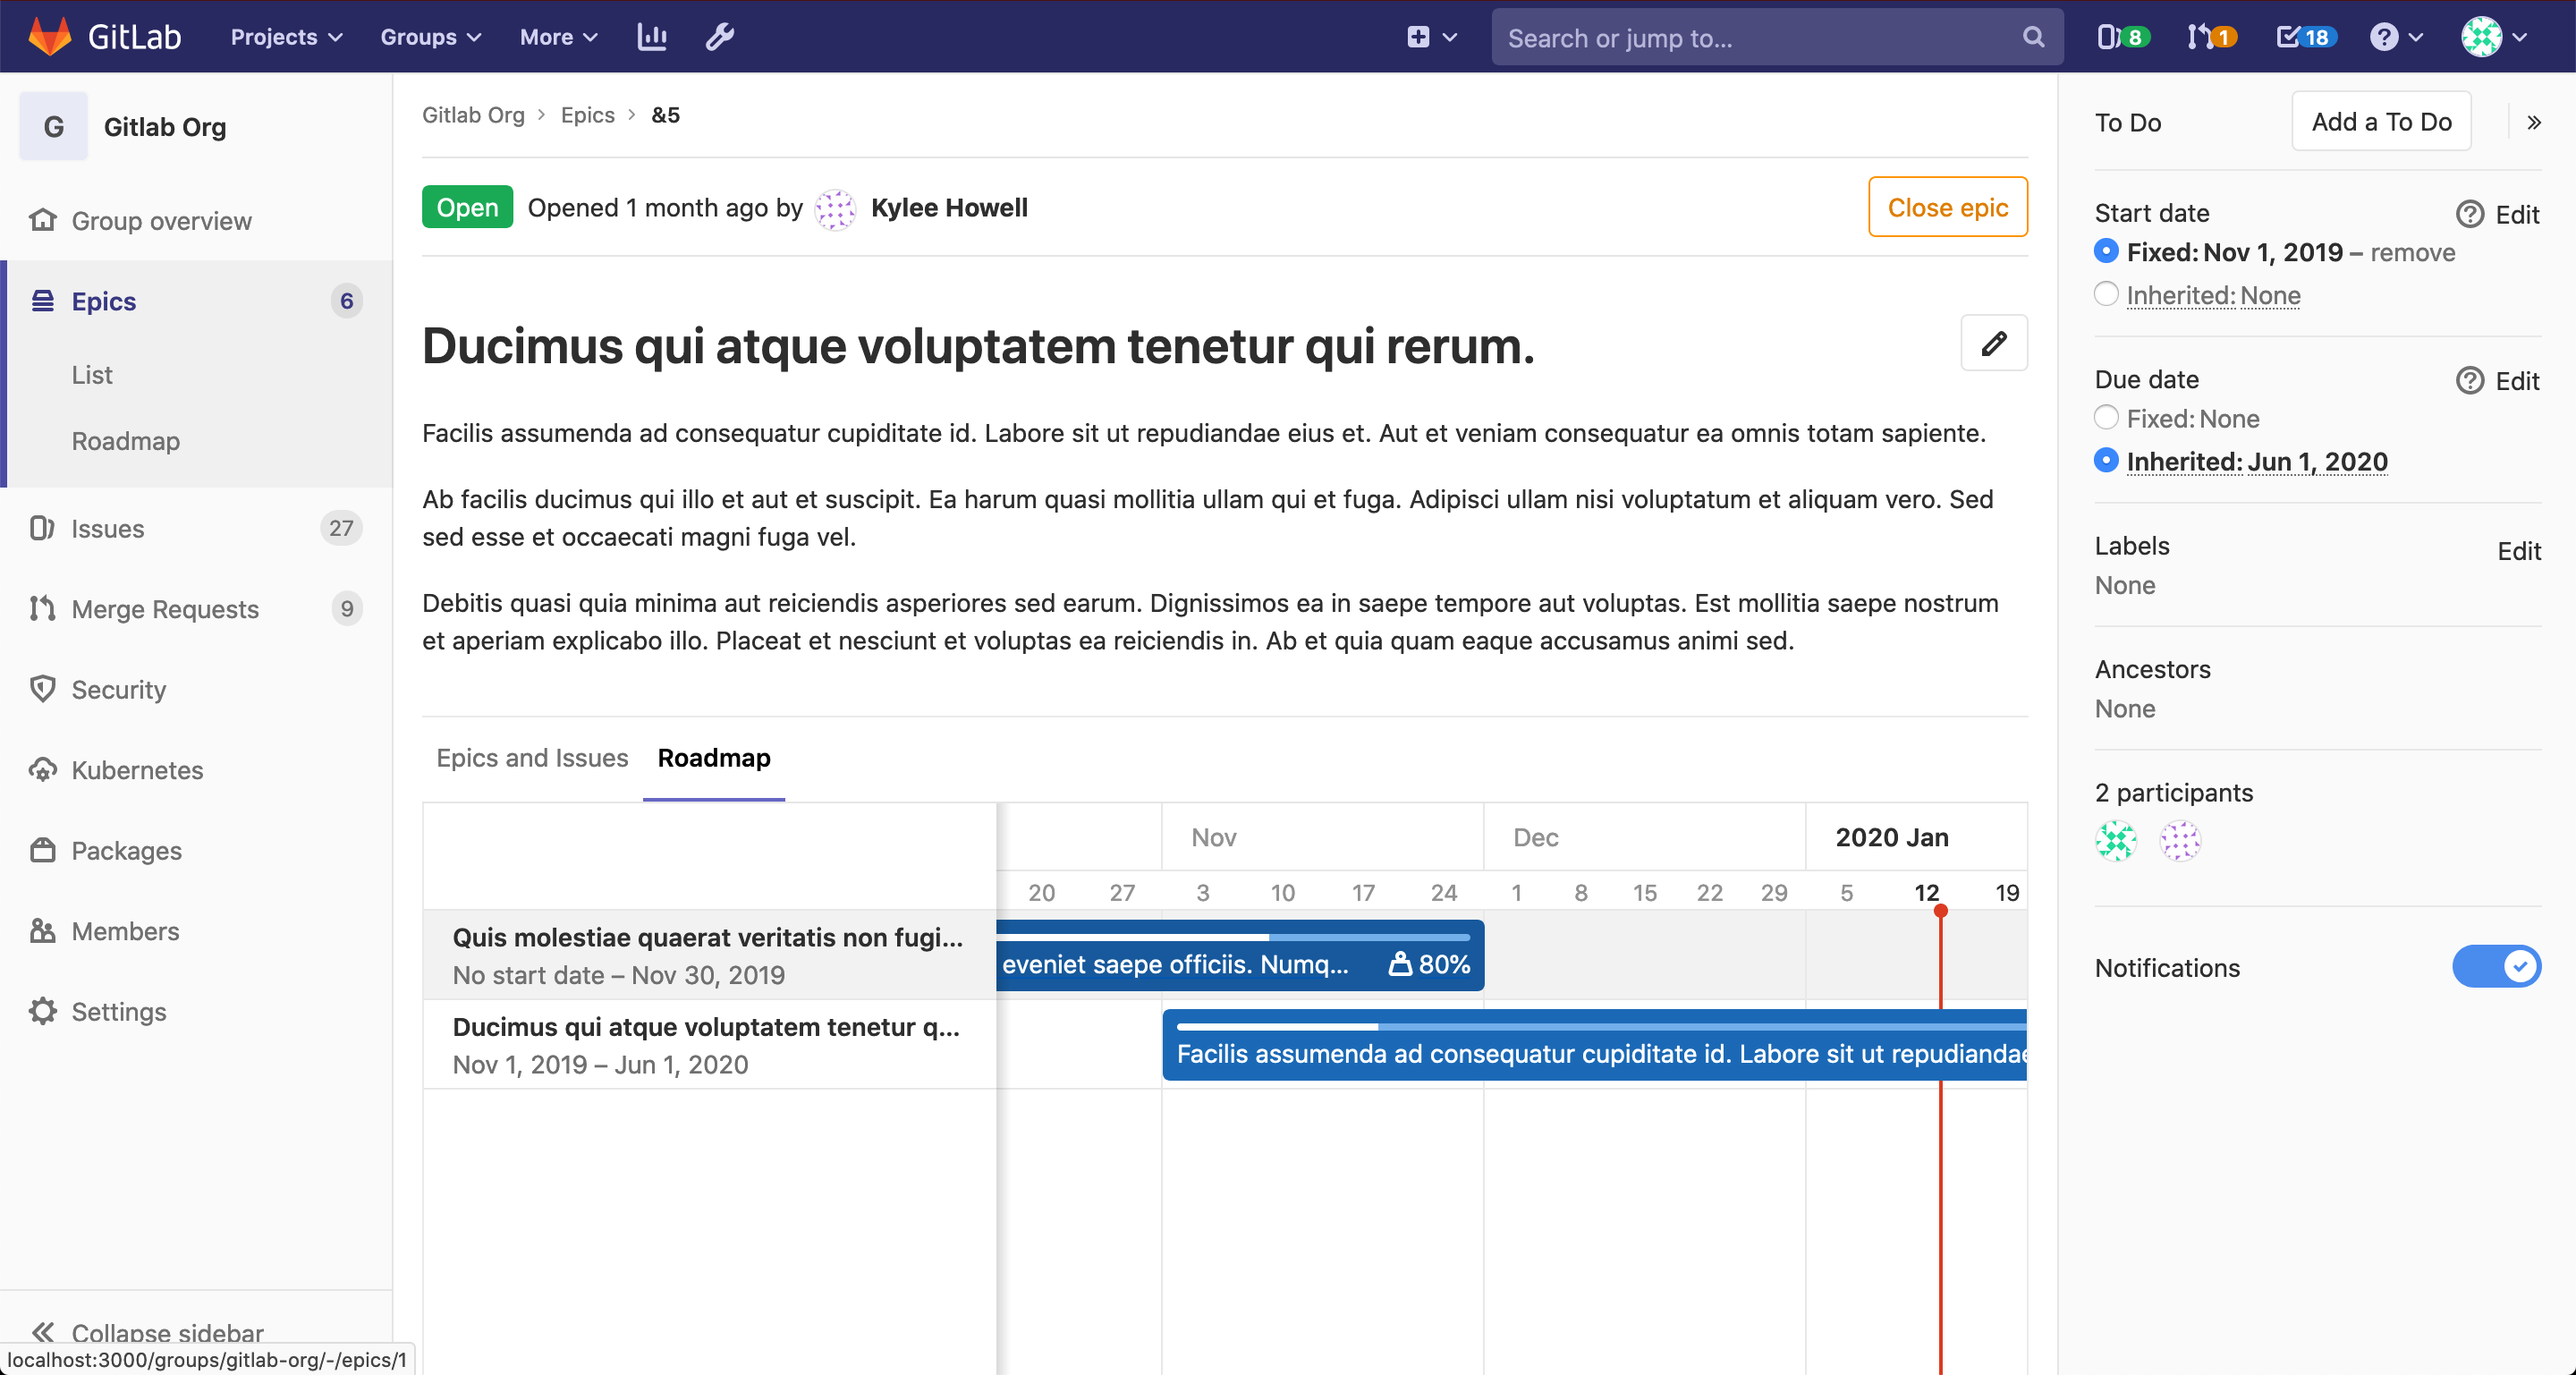 GitLab
Projects
Groups
More
Search or jump to...
8
1
18
G
Gitlab Org
Group overview
Epics
6
List
Roadmap
Issues
27
Merge Requests
9
Security
Kubernetes
Packages
Members
Settings
Collapse sidebar
localhost:3000/groups/gitlab-org/-/epics/1
Gitlab Org > Epics > &5
Open
Opened 1 month ago by Kylee Howell
Close epic
Ducimus qui atque voluptatem tenetur qui rerum.
Facilis assumenda ad consequatur cupiditate id. Labore sit ut repudiandae eius et. Aut et veniam consequatur ea omnis totam sapiente.
Ab facilis ducimus qui illo et aut et suscipit. Ea harum quasi mollitia ullam qui et fuga. Adipisci ullam nisi voluptatum et aliquam vero. Sed
sed esse et occaecati magni fuga vel.
Debitis quasi quia minima aut reiciendis asperiores sed earum. Dignissimos ea in saepe tempore aut voluptas. Est mollitia saepe nostrum
et aperiam explicabo illo. Placeat et nesciunt et voluptas ea reiciendis in. Ab et quia quam eaque accusamus animi sed.
Epics and Issues
Roadmap
Nov
Dec
2020 Jan
20 27 3 10 17 24 1 8 15 22 29 5 12 19
Quis molestiae quaerat veritatis non fugi...
No start date – Nov 30, 2019
eveniet saepe officiis. Numq...
80%
Ducimus qui atque voluptatem tenetur q...
Nov 1, 2019 – Jun 1, 2020
Facilis assumenda ad consequatur cupiditate id. Labore sit ut repudiandae
To Do
Add a To Do
Start date
Edit
Fixed: Nov 1, 2019 – remove
Inherited: None
Due date
Edit
Fixed: None
Inherited: Jun 1, 2020
Labels
Edit
None
Ancestors
None
2 participants
Notifications